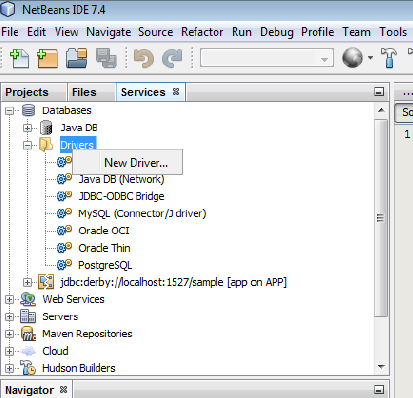 NetBeans IDE 7.4
File Edit View Navigate Source Refactor Run Debug Profile Team Tools
Projects Files Services
Databases
Java DB
Drivers
New Driver...
Java DB (Network)
JDBC-ODBC Bridge
MySQL (Connector/J driver)
Oracle OCI
Oracle Thin
PostgreSQL
jdbc:derby://localhost:1527/sample [app on APP]
Web Services
Servers
Maven Repositories
Cloud
Hudson Builders
Navigator
So
1